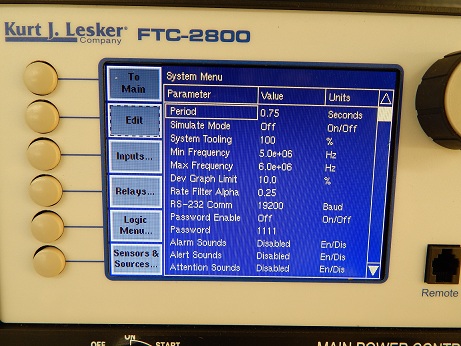 Kurt J. Lesker® Company FTC-2800
To Main
Edit
Inputs...
Relays...
Logic Menu...
Sensors & Sources...
System Menu
Parameter Value Units
Period 0.75 Seconds
Simulate Mode Off On/Off
System Tooling 100 %
Min Frequency 5.0e+06 Hz
Max Frequency 6.0e+06 Hz
Dev Graph Limit 10.0 %
Rate Filter Alpha 0.25
RS-232 Comm 19200 Baud
Password Enable Off On/Off
Password 1111
Alarm Sounds Disabled En/Dis
Alert Sounds Disabled En/Dis
Attention Sounds Disabled En/Dis
Remote
OFF ON START
MAIN POWER CONTR